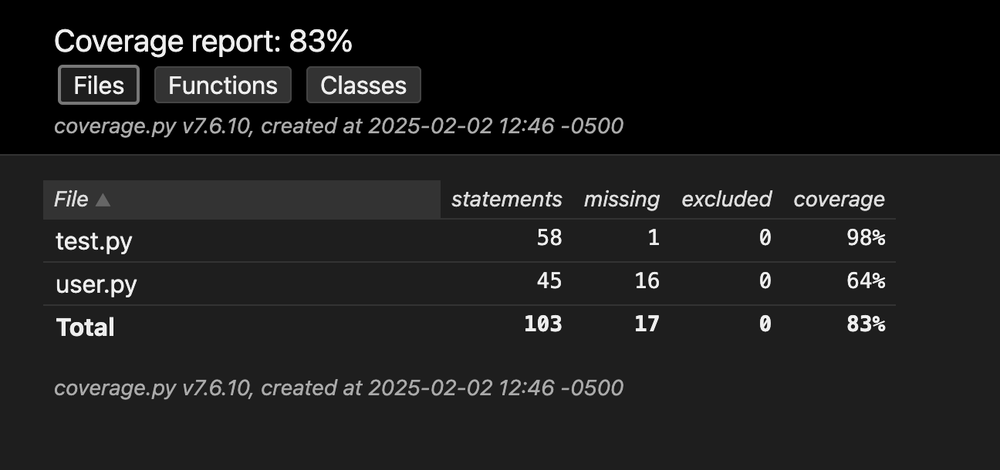 Coverage report: 83%
Files Functions Classes
coverage.py v7.6.10, created at 2025-02-02 12:46 -0500
File ▲ statements missing excluded coverage
test.py 58 1 0 98%
user.py 45 16 0 64%
Total 103 17 0 83%
coverage.py v7.6.10, created at 2025-02-02 12:46 -0500